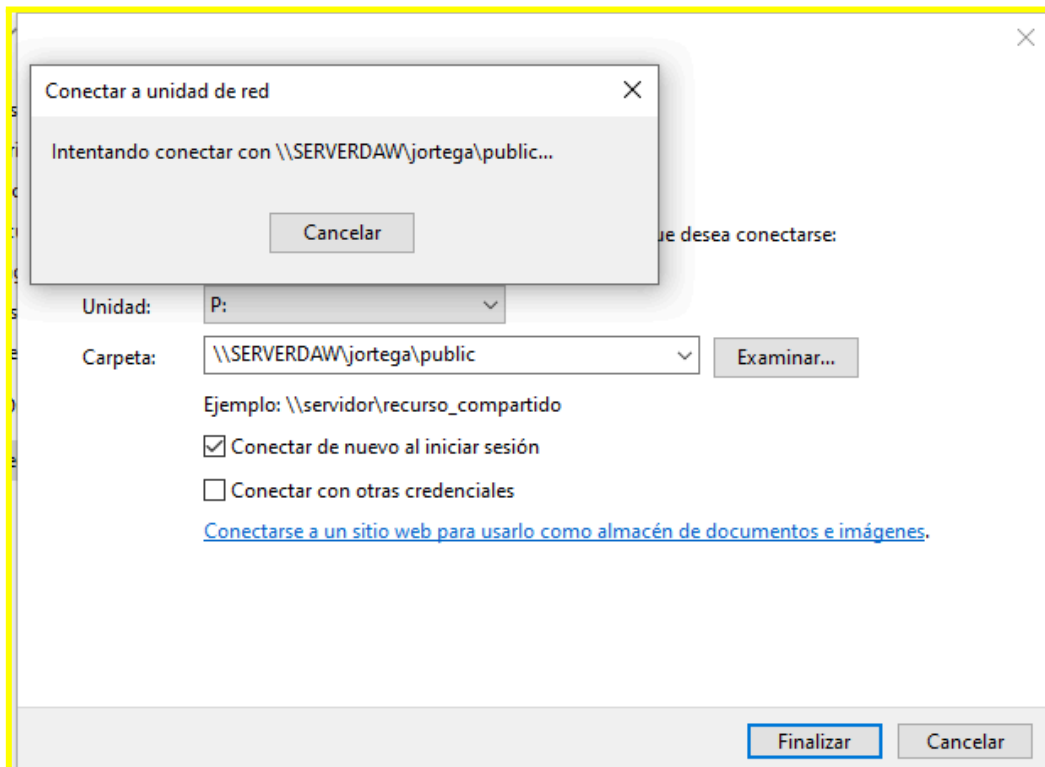 Conectar a unidad de red
Intentando conectar con \\SERVERDAW\jortega\public...
Cancelar
ue desea conectarse:
Unidad: P:
Carpeta: \\SERVERDAW\jortega\public Examinar...
Ejemplo: \\servidor\recurso_compartido
Conectar de nuevo al iniciar sesión
Conectar con otras credenciales
Conectarse a un sitio web para usarlo como almacén de documentos e imágenes.
Finalizar Cancelar